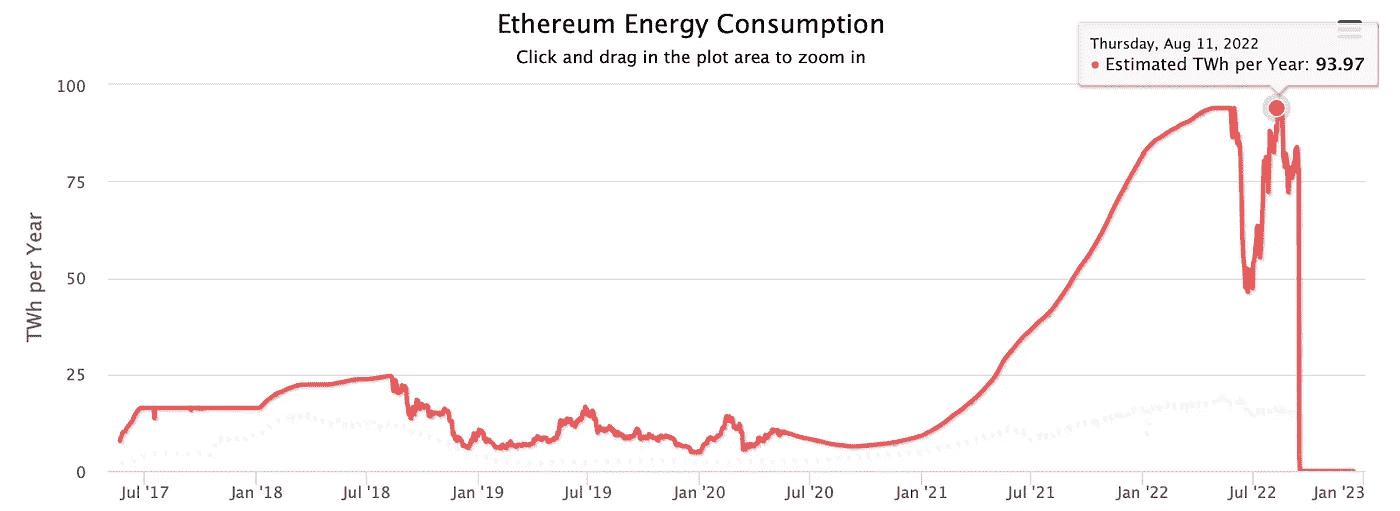 Ethereum Energy Consumption
Click and drag in the plot area to zoom in
Thursday, Aug 11, 2022
● Estimated TWh per Year: 93.97
TWh per Year
100
75
50
25
0
Jul '17 Jan '18 Jul '18 Jan '19 Jul '19 Jan '20 Jul '20 Jan '21 Jul '21 Jan '22 Jul '22 Jan '23